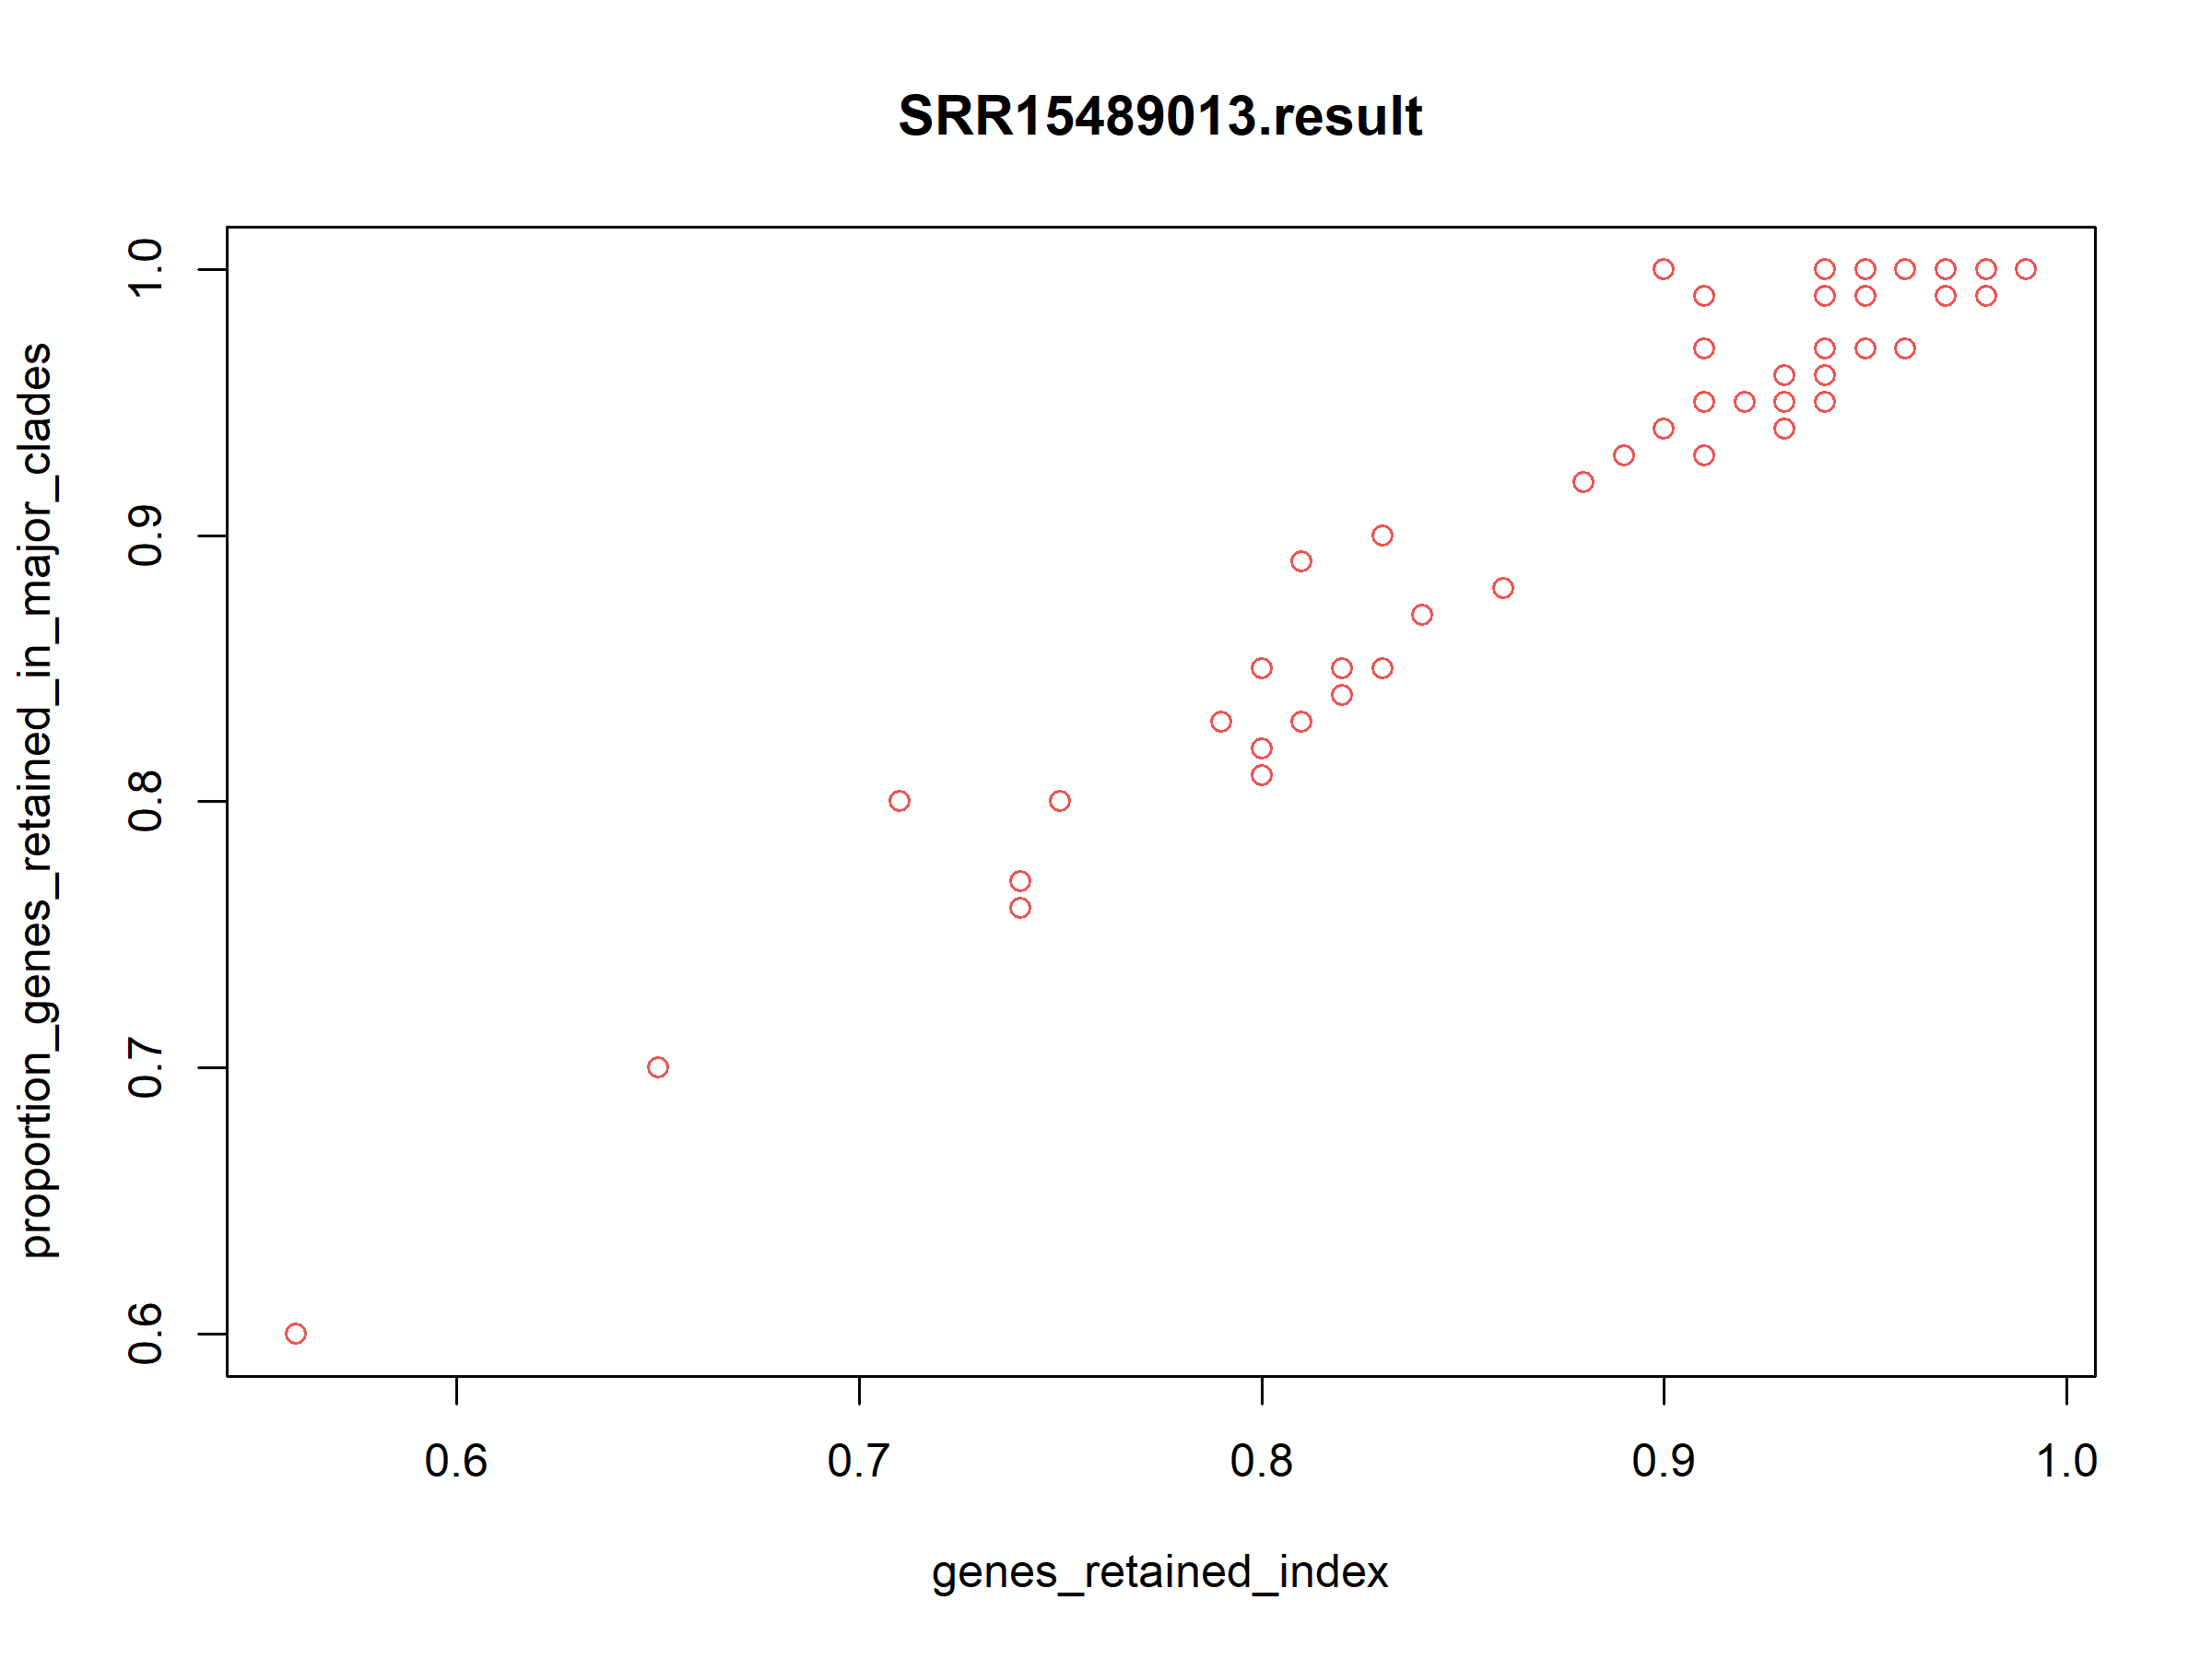 SRR15489013.result
proportion_genes_retained_in_major_clades
1.0
0.9
0.8
0.7
0.6
0.6 0.7 0.8 0.9 1.0
genes_retained_index